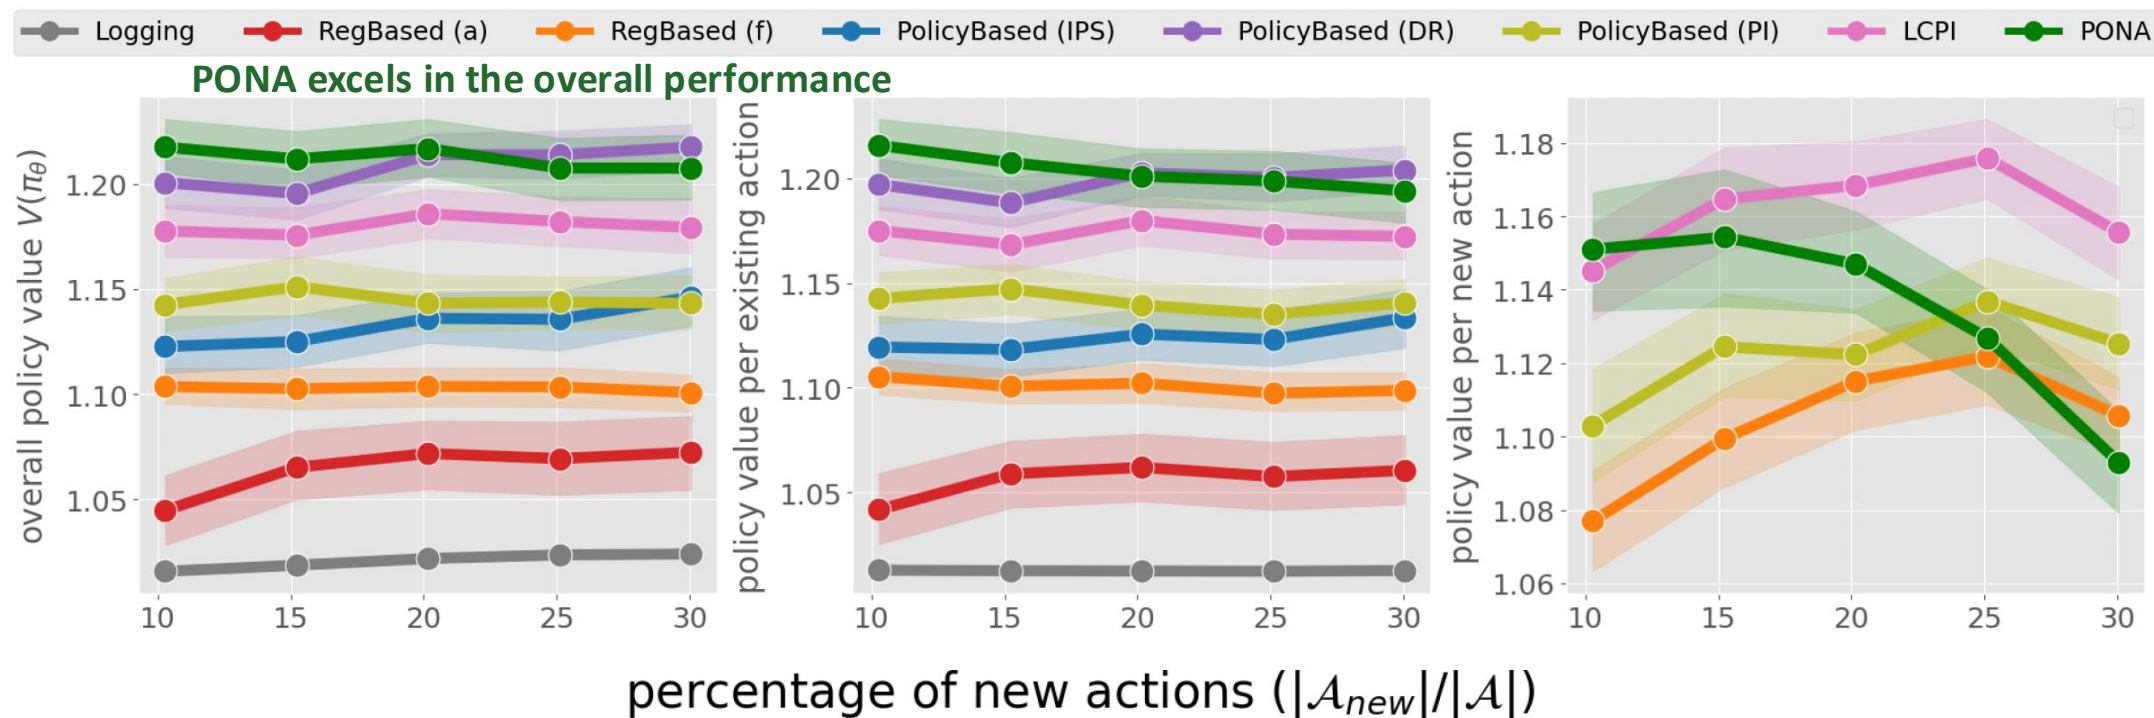 Logging RegBased (a) RegBased (f) PolicyBased (IPS) PolicyBased (DR) PolicyBased (PI) LCPI PONA
PONA excels in the overall performance
overall policy value V(π_θ)
1.20
1.15
1.10
1.05
10 15 20 25 30
policy value per existing action
1.20
1.15
1.10
1.05
10 15 20 25 30
policy value per new action
1.18
1.16
1.14
1.12
1.10
1.08
1.06
10 15 20 25 30
percentage of new actions (|𝒜_new|/|𝒜|)